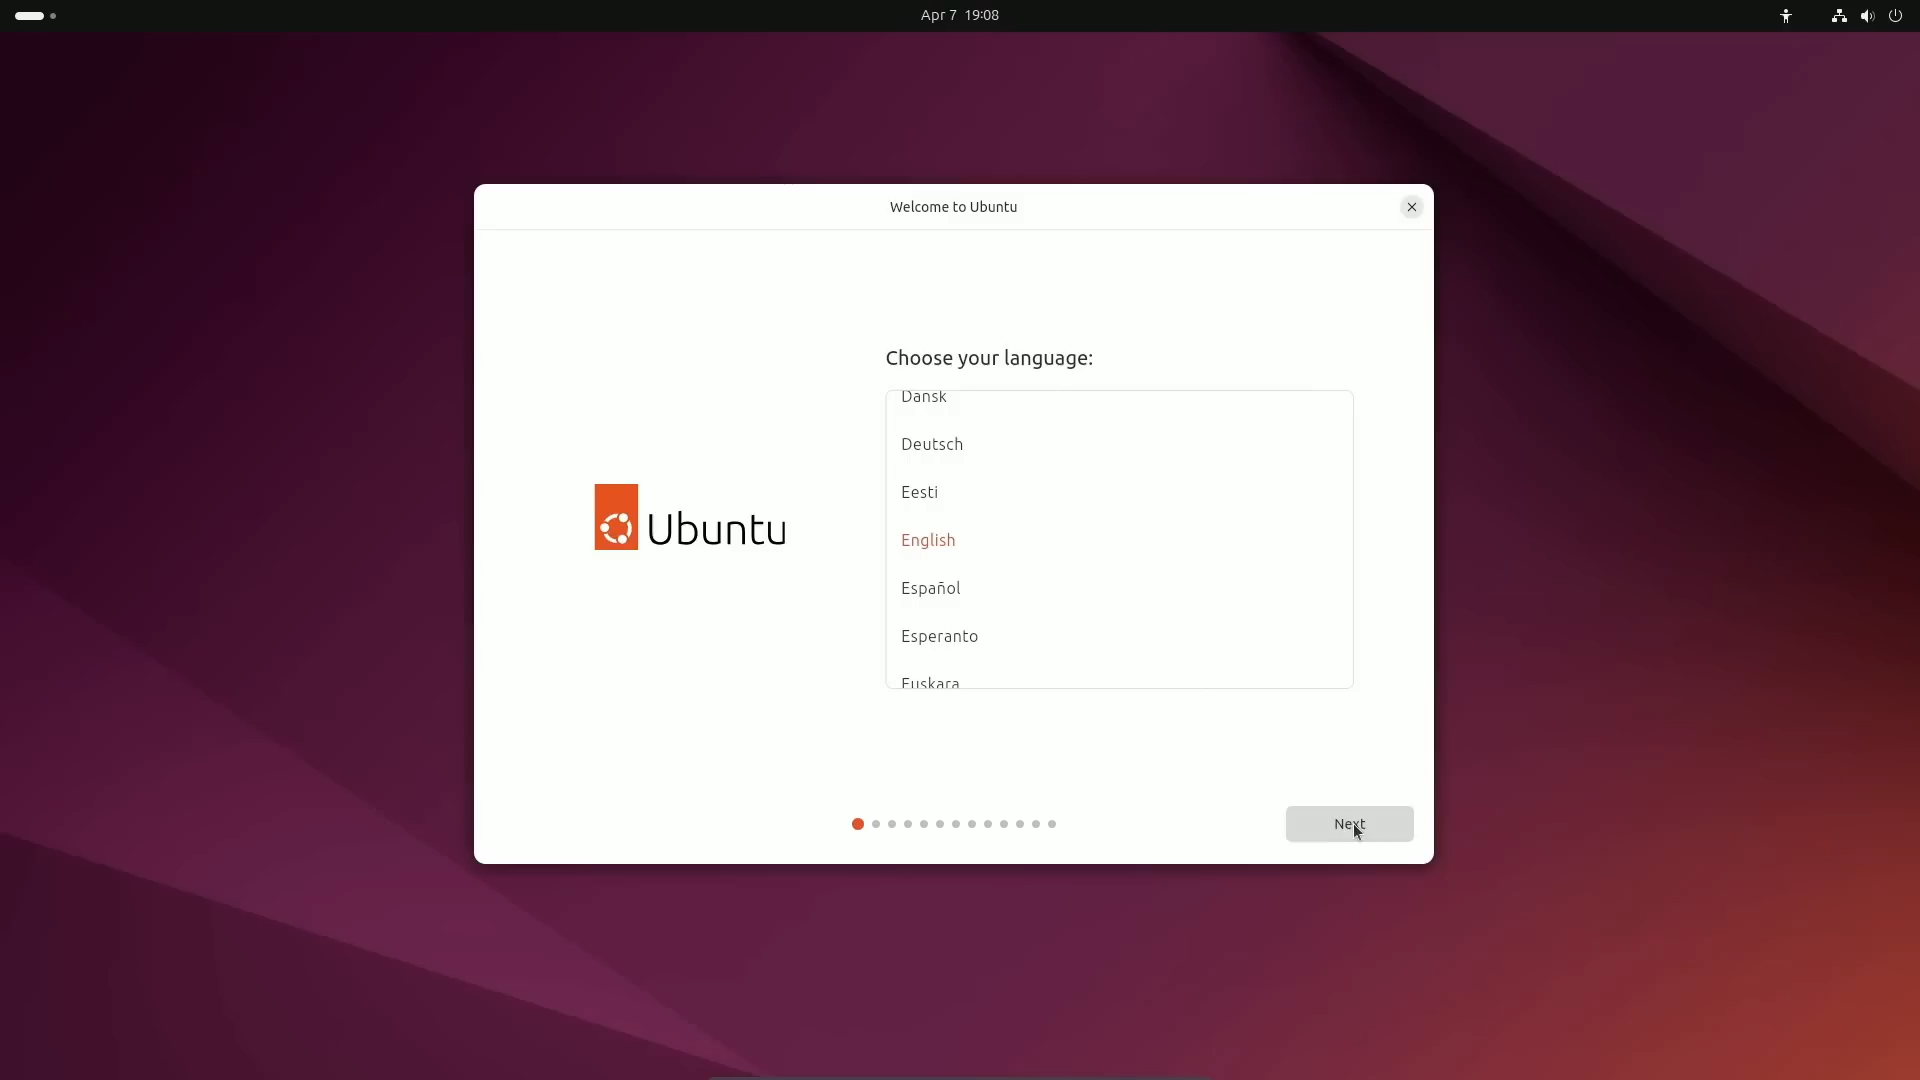 Apr 7 19:08
Welcome to Ubuntu
Choose your language:
Dansk
Deutsch
Eesti
English
Español
Esperanto
Euskara
Ubuntu
Next